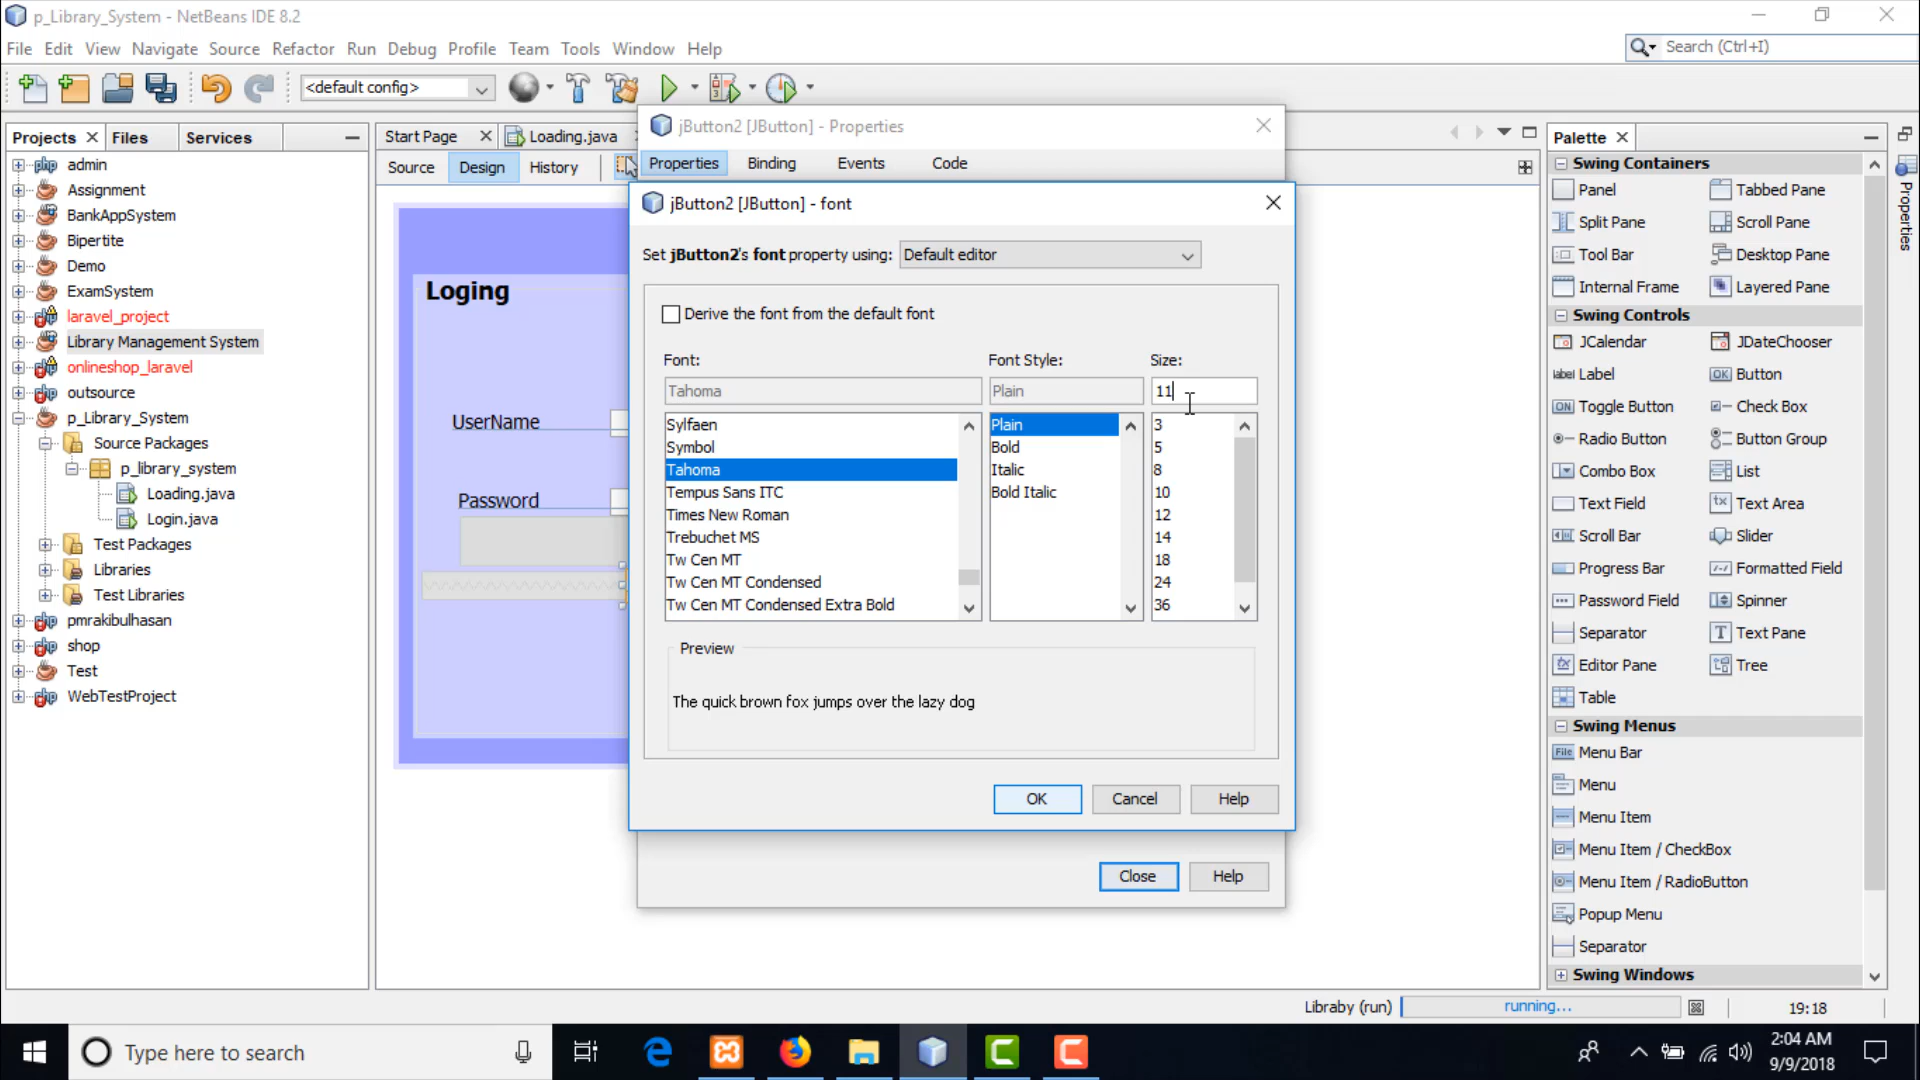 p_Library_System - NetBeans IDE 8.2
File Edit View Navigate Source Refactor Run Debug Profile Team Tools Window Help
Search (Ctrl+I)
<default config>
Projects Files Services
admin
Assignment
BankAppSystem
Bipertite
Demo
ExamSystem
laravel_project
Library Management System
onlineshop_laravel
outsource
p_Library_System
Source Packages
p_library_system
Loading.java
Login.java
Test Packages
Libraries
Test Libraries
pmrakibulhasan
shop
Test
WebTestProject
Start Page Loading.java
Source Design History
Loging
UserName
Password
jButton2 [JButton] - Properties
Properties Binding Events Code
jButton2 [JButton] - font
Set jButton2's font property using: Default editor
Derive the font from the default font
Font: Font Style: Size:
Tahoma Plain 11
Sylfaen
Symbol
Tahoma
Tempus Sans ITC
Times New Roman
Trebuchet MS
Tw Cen MT
Tw Cen MT Condensed
Tw Cen MT Condensed Extra Bold
Plain
Bold
Italic
Bold Italic
3
5
8
10
12
14
18
24
36
Preview
The quick brown fox jumps over the lazy dog
OK Cancel Help
Close Help
Palette
Swing Containers
Panel Tabbed Pane
Split Pane Scroll Pane
Tool Bar Desktop Pane
Internal Frame Layered Pane
Swing Controls
JCalendar JDateChooser
label Label OK Button
ON Toggle Button Check Box
Radio Button Button Group
Combo Box List
Text Field Text Area
Scroll Bar Slider
Progress Bar Formatted Field
Password Field Spinner
Separator Text Pane
Editor Pane Tree
Table
Swing Menus
File Menu Bar
Menu
Menu Item
Menu Item / CheckBox
Menu Item / RadioButton
Popup Menu
Separator
Swing Windows
Properties
Libraby (run) running... 19:18
Type here to search
2:04 AM
9/9/2018